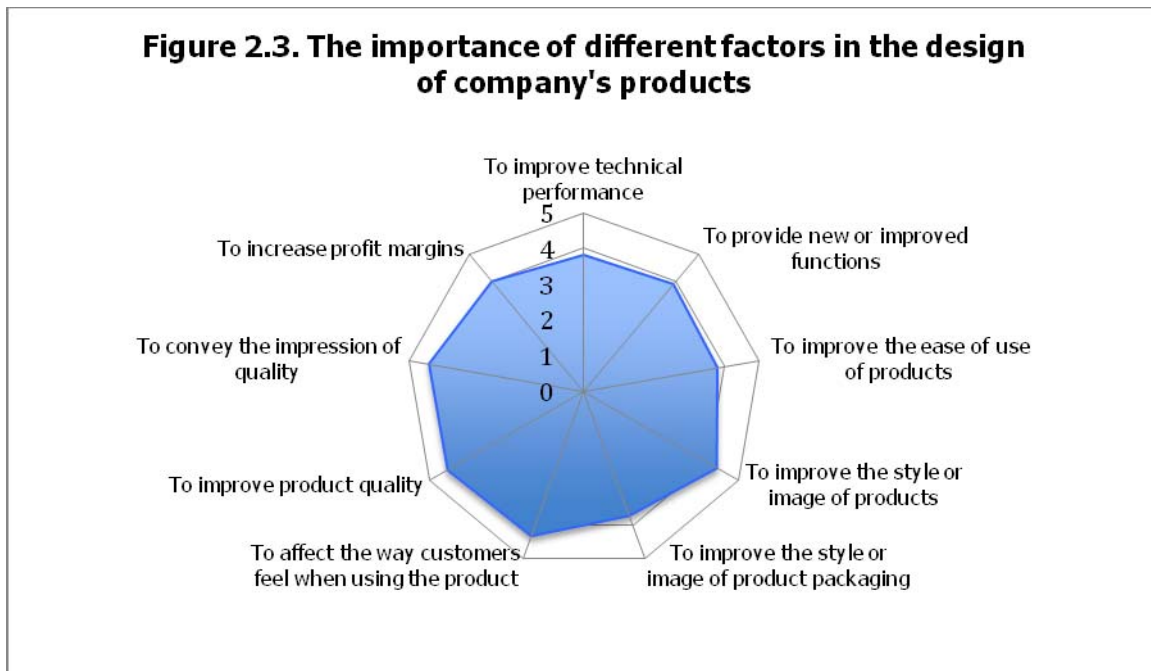 Figure 2.3. The importance of different factors in the design
of company's products
To improve technical
performance
To provide new or improved
functions
To improve the ease of use
of products
To improve the style or
image of products
To improve the style or
image of product packaging
To affect the way customers
feel when using the product
To improve product quality
To convey the impression of
quality
To increase profit margins
5
4
3
2
1
0